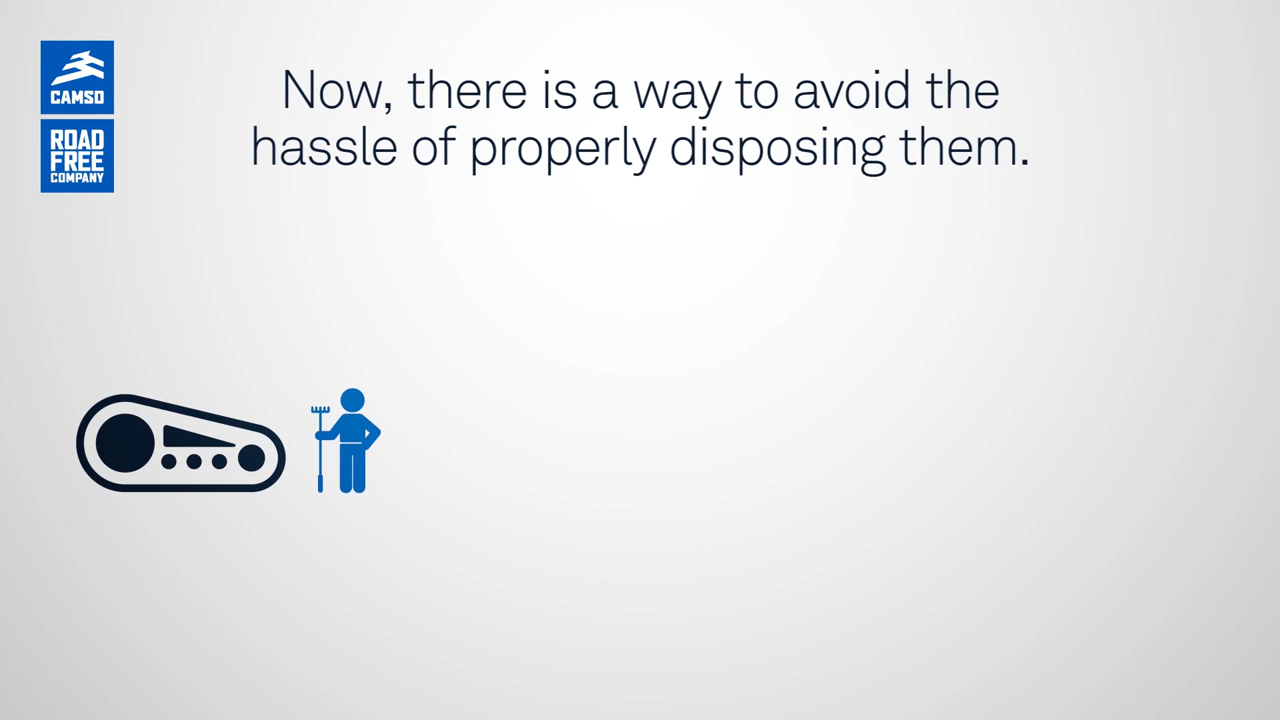 CAMSO
ROAD
FREE
COMPANY
Now, there is a way to avoid the
hassle of properly disposing them.